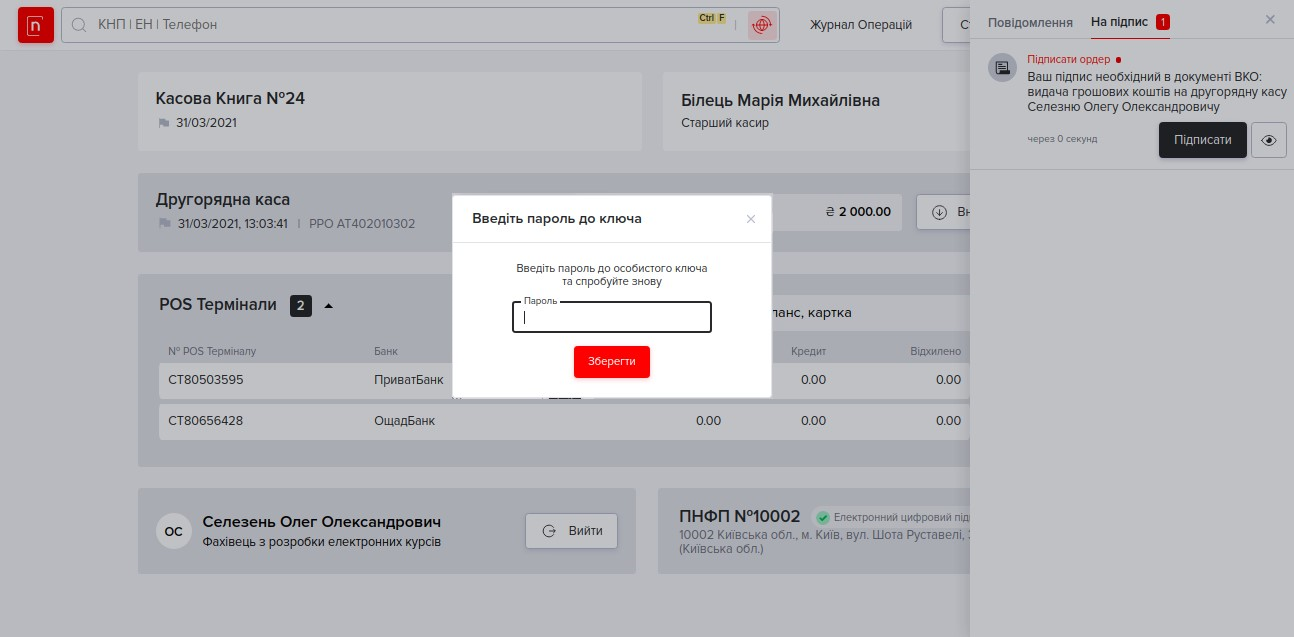 n
КНП | ЕН | Телефон
Ctrl F
Журнал Операцій
Повідомлення
На підпис 1
Підписати ордер
Ваш підпис необхідний в документі ВКО:
видача грошових коштів на другорядну касу
Селезню Олегу Олександровичу
через 0 секунд
Підписати
Касова Книга №24
31/03/2021
Білець Марія Михайлівна
Старший касир
Другорядна каса
31/03/2021, 13:03:41 | РРО АТ402010302
₴ 2 000.00
Вн
Введіть пароль до ключа
Введіть пароль до особистого ключа
та спробуйте знову
Пароль
Зберегти
POS Термінали 2
ланс, картка
№ POS Терміналу Банк Кредит Відхилено
СТ80503595 ПриватБанк 0.00 0.00
СТ80656428 ОщадБанк 0.00 0.00 0.00
ОС
Селезень Олег Олександрович
Фахівець з розробки електронних курсів
Вийти
ПНФП №10002 Електронний цифровий під
10002 Київська обл., м. Київ, вул. Шота Руставелі,
(Київська обл.)